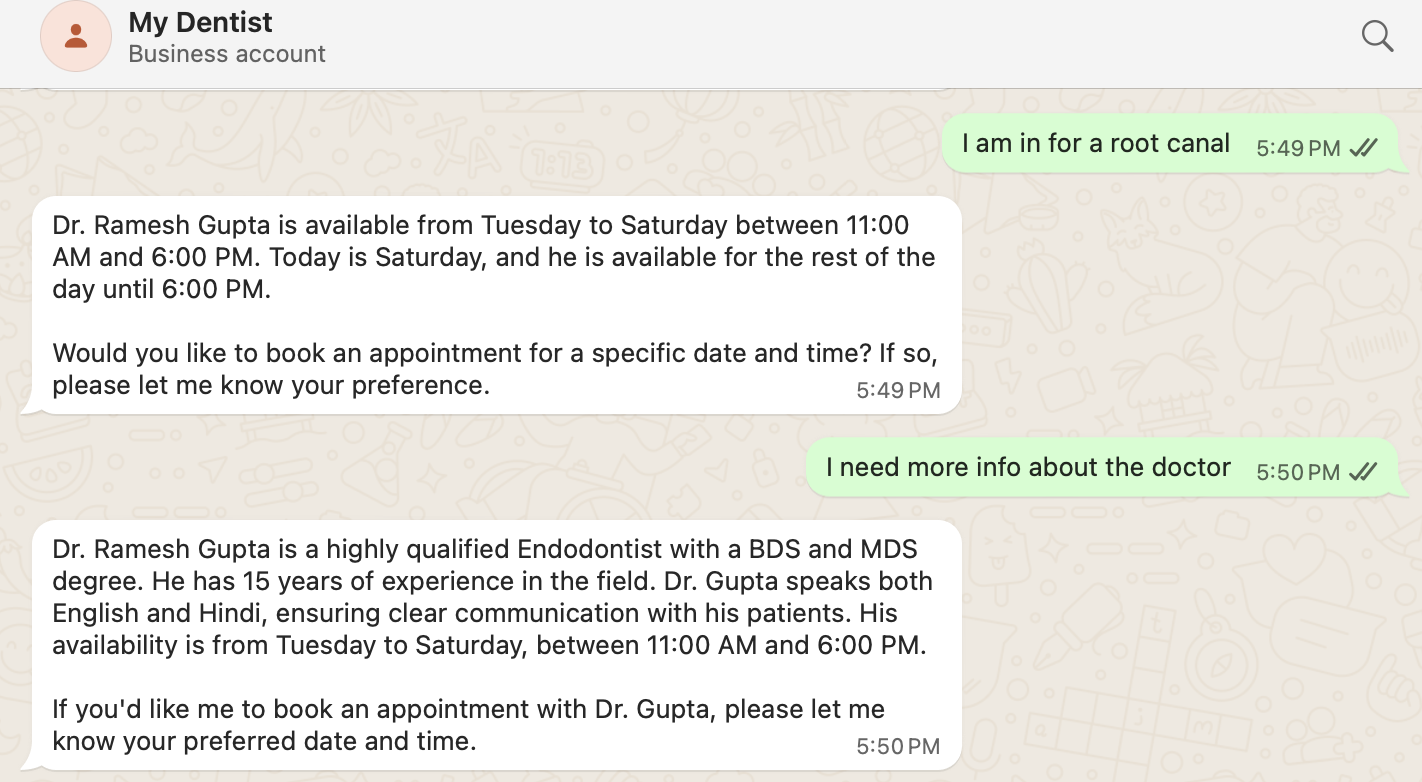 My Dentist
Business account
I am in for a root canal 5:49 PM
Dr. Ramesh Gupta is available from Tuesday to Saturday between 11:00
AM and 6:00 PM. Today is Saturday, and he is available for the rest of the
day until 6:00 PM.
Would you like to book an appointment for a specific date and time? If so,
please let me know your preference. 5:49 PM
I need more info about the doctor 5:50 PM
Dr. Ramesh Gupta is a highly qualified Endodontist with a BDS and MDS
degree. He has 15 years of experience in the field. Dr. Gupta speaks both
English and Hindi, ensuring clear communication with his patients. His
availability is from Tuesday to Saturday, between 11:00 AM and 6:00 PM.
If you'd like me to book an appointment with Dr. Gupta, please let me
know your preferred date and time. 5:50 PM